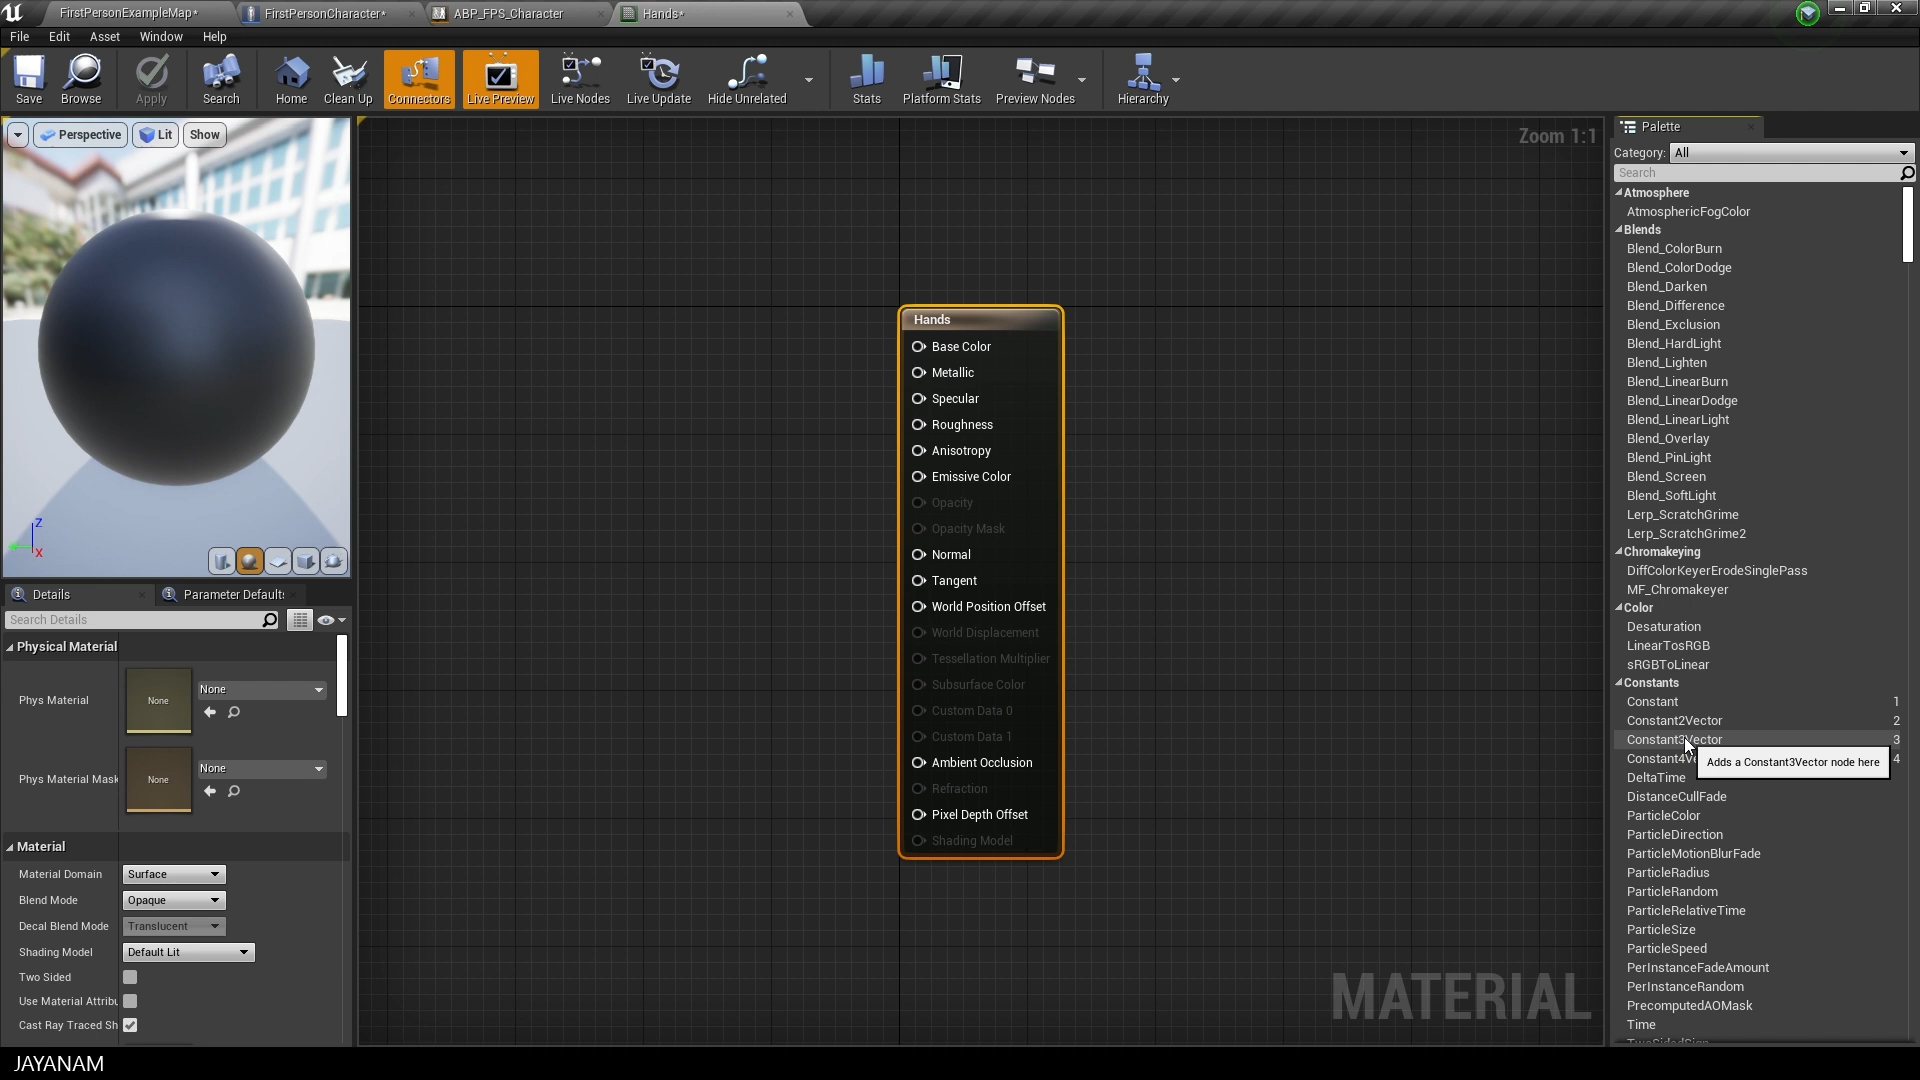 FirstPersonExampleMap*
FirstPersonCharacter*
ABP_FPS_Character
Hands*
File Edit Asset Window Help
Save
Browse
Apply
Search
Home
Clean Up
Connectors
Live Preview
Live Nodes
Live Update
Hide Unrelated
Stats
Platform Stats
Preview Nodes
Hierarchy
Perspective
Lit
Show
Z
X
Details
Parameter Default
Search Details
Physical Material
Phys Material
None
None
Phys Material Mask
None
None
Material
Material Domain
Surface
Blend Mode
Opaque
Decal Blend Mode
Translucent
Shading Model
Default Lit
Two Sided
Use Material Attribu
Cast Ray Traced Sh
Zoom 1:1
Hands
Base Color
Metallic
Specular
Roughness
Anisotropy
Emissive Color
Opacity
Opacity Mask
Normal
Tangent
World Position Offset
World Displacement
Tessellation Multiplier
Subsurface Color
Custom Data 0
Custom Data 1
Ambient Occlusion
Refraction
Pixel Depth Offset
Shading Model
MATERIAL
Palette
Category: All
Search
Atmosphere
AtmosphericFogColor
Blends
Blend_ColorBurn
Blend_ColorDodge
Blend_Darken
Blend_Difference
Blend_Exclusion
Blend_HardLight
Blend_Lighten
Blend_LinearBurn
Blend_LinearDodge
Blend_LinearLight
Blend_Overlay
Blend_PinLight
Blend_Screen
Blend_SoftLight
Lerp_ScratchGrime
Lerp_ScratchGrime2
Chromakeying
DiffColorKeyerErodeSinglePass
MF_Chromakeyer
Color
Desaturation
LinearTosRGB
sRGBToLinear
Constants
Constant 1
Constant2Vector 2
Constant3Vector 3
Constant4Ve 4
Adds a Constant3Vector node here
DeltaTime
DistanceCullFade
ParticleColor
ParticleDirection
ParticleMotionBlurFade
ParticleRadius
ParticleRandom
ParticleRelativeTime
ParticleSize
ParticleSpeed
PerInstanceFadeAmount
PerInstanceRandom
PrecomputedAOMask
Time
JAYANAM